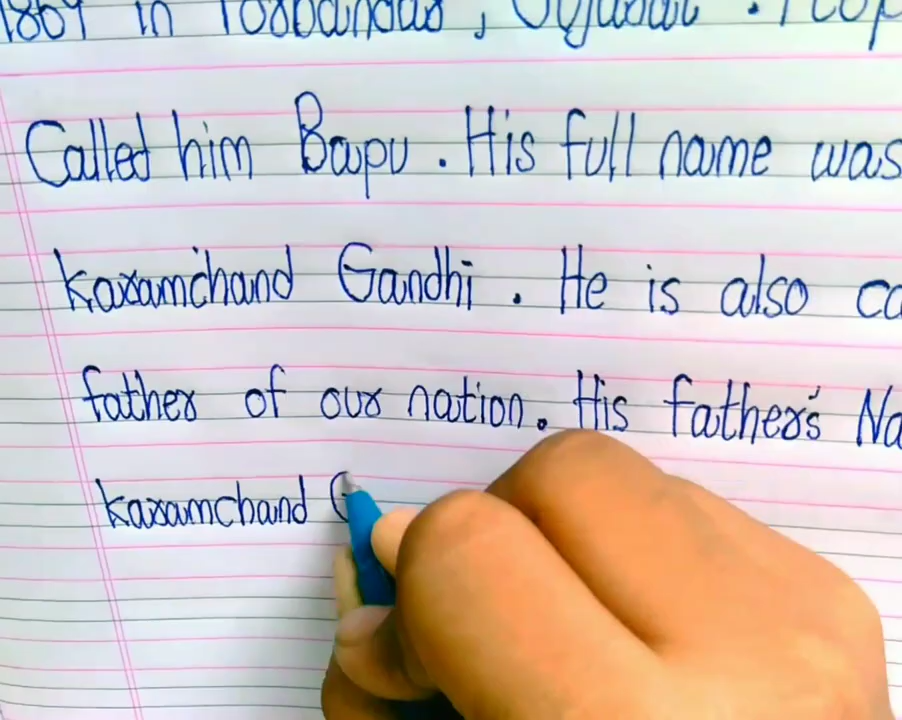 1869 in Porbandar, Gujarat.
Called him Bapu. His full name was
Karamchand Gandhi. He is also
father of our nation. His father's
karamchand G